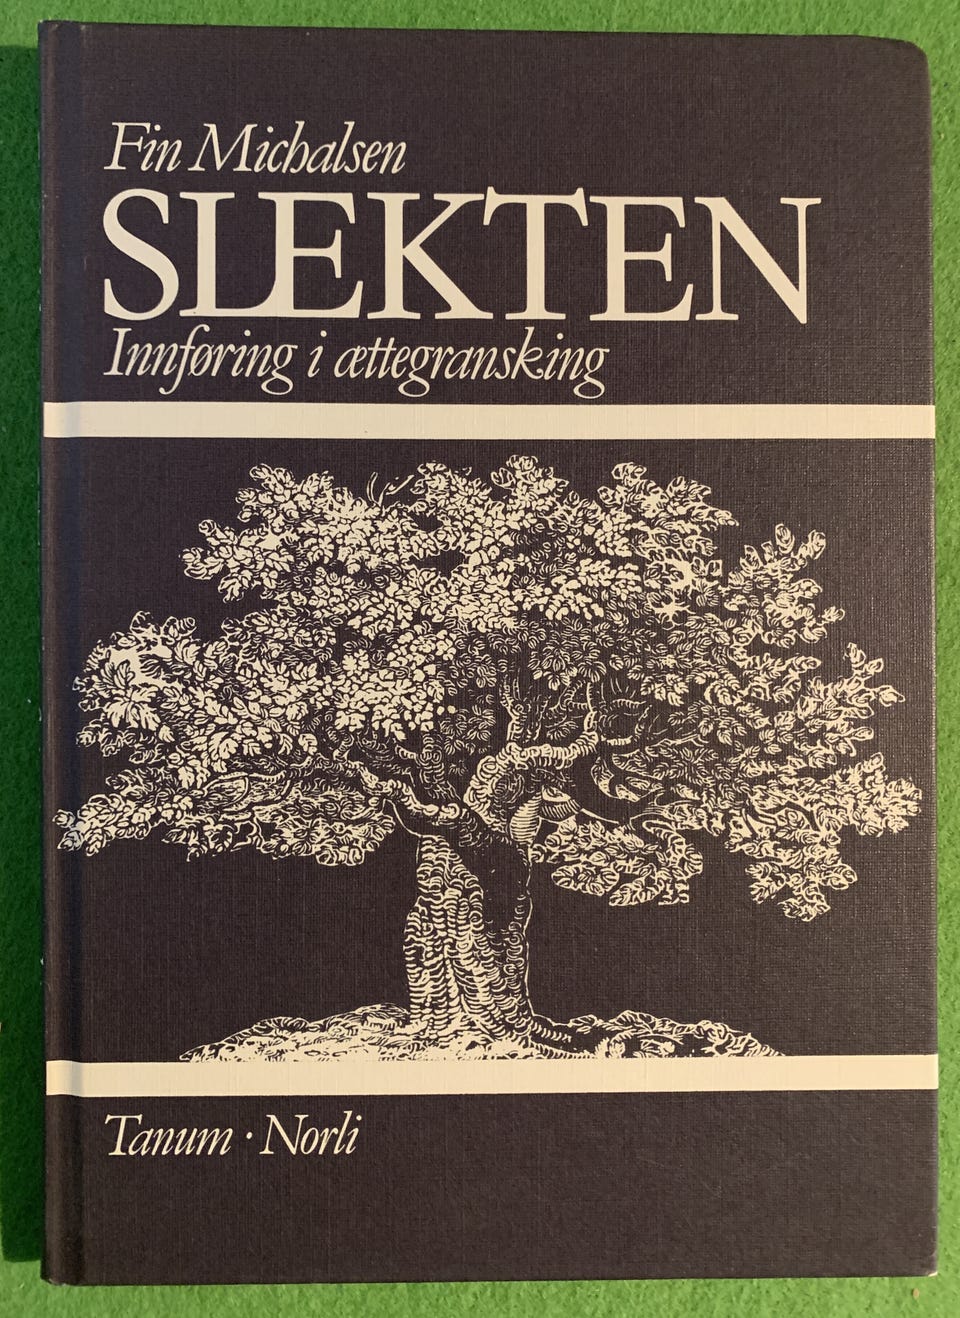 Fin Michalsen
SLEKTEN
Innføring i ættegransking
Tanum · Norli